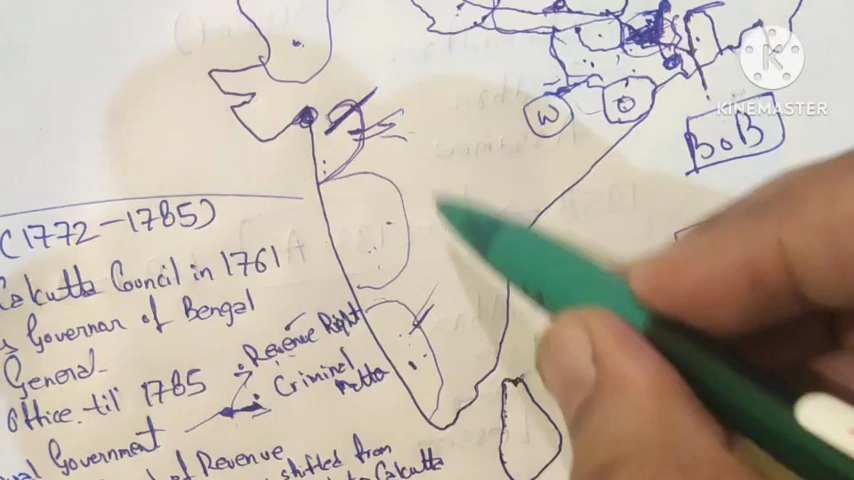 K
KINEMASTER
W
O
BOB
(1772-1785)
Calcutta Council in 1761
Governor of Bengal
General-
Office till 1785
Revenue Right
Criminal
matter
Government
of Revenue
shifted from
to Calcutta